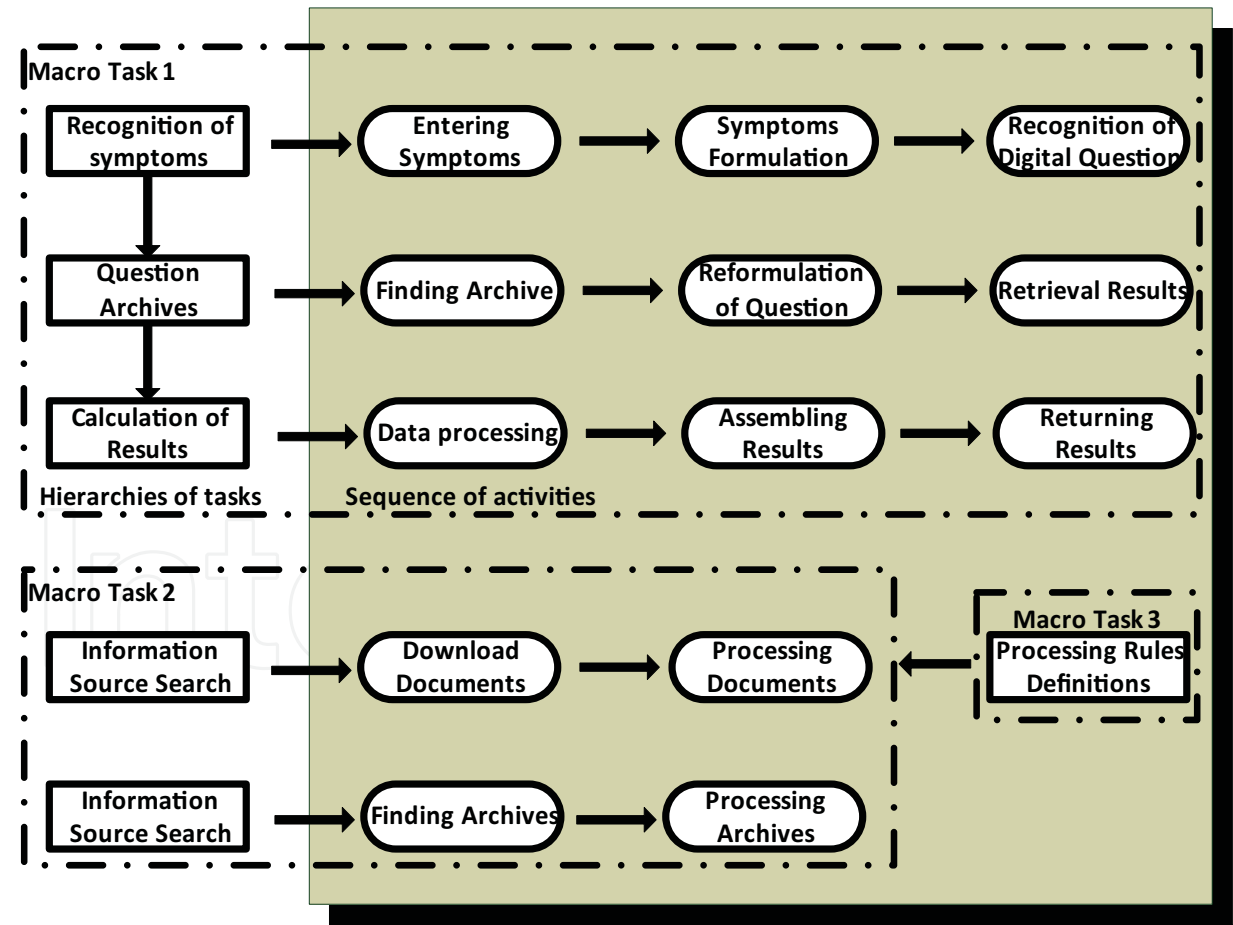 Macro Task 1
Recognition of
symptoms
Entering
Symptoms
Symptoms
Formulation
Recognition of
Digital Question
Question
Archives
Finding Archive
Reformulation
of Question
Retrieval Results
Calculation of
Results
Data processing
Assembling
Results
Returning
Results
Hierarchies of tasks
Sequence of activities
Macro Task 2
Information
Source Search
Download
Documents
Processing
Documents
Macro Task 3
Processing Rules
Definitions
Information
Source Search
Finding Archives
Processing
Archives